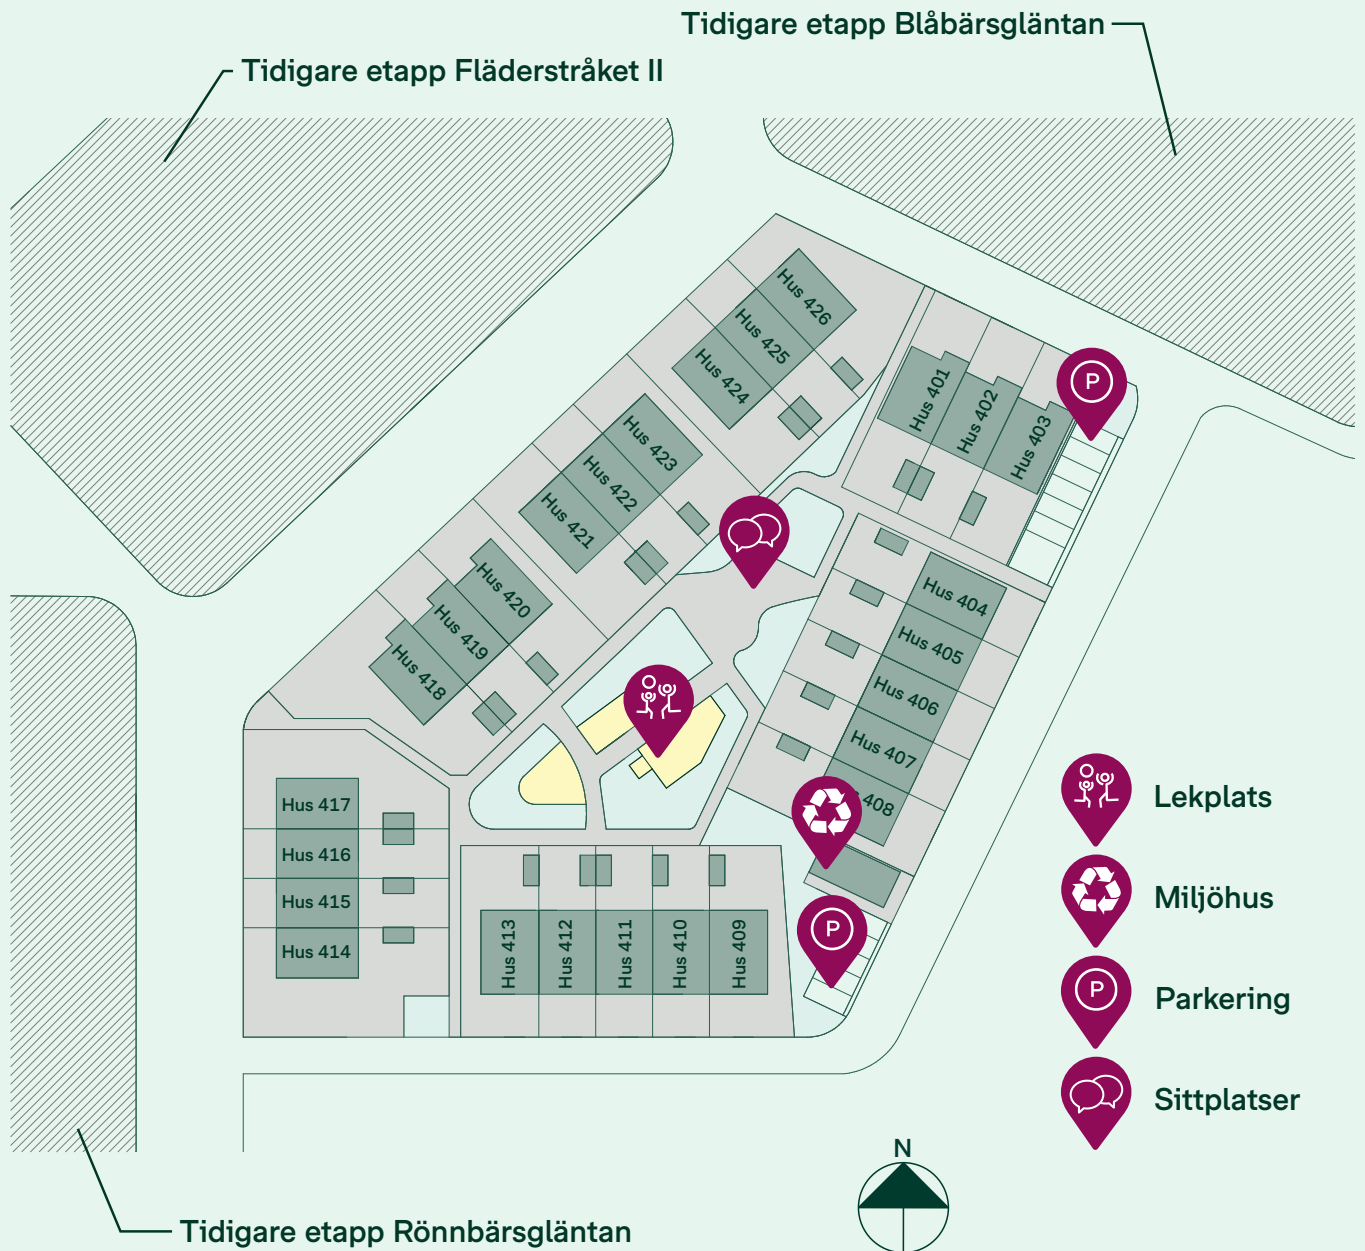 Tidigare etapp Blåbärsgläntan
Tidigare etapp Fläderstråket II
Hus 426
Hus 425
Hus 424
Hus 401
Hus 402
Hus 403
P
Hus 423
Hus 422
Hus 421
Hus 420
Hus 419
Hus 418
Hus 404
Hus 405
Hus 406
Hus 407
408
Hus 417
Hus 416
Hus 415
Hus 414
Hus 413
Hus 412
Hus 411
Hus 410
Hus 409
P
Lekplats
Miljöhus
P
Parkering
Sittplatser
N
Tidigare etapp Rönnbärsgläntan